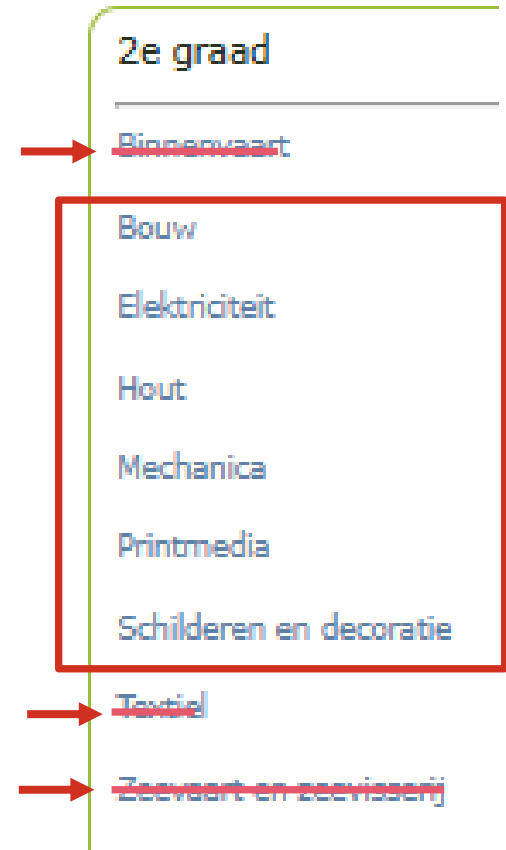 2e graad
Binnenvaart
Bouw
Elektriciteit
Hout
Mechanica
Printmedia
Schilderen en decoratie
Textiel
Zeevaart en zeevisserij